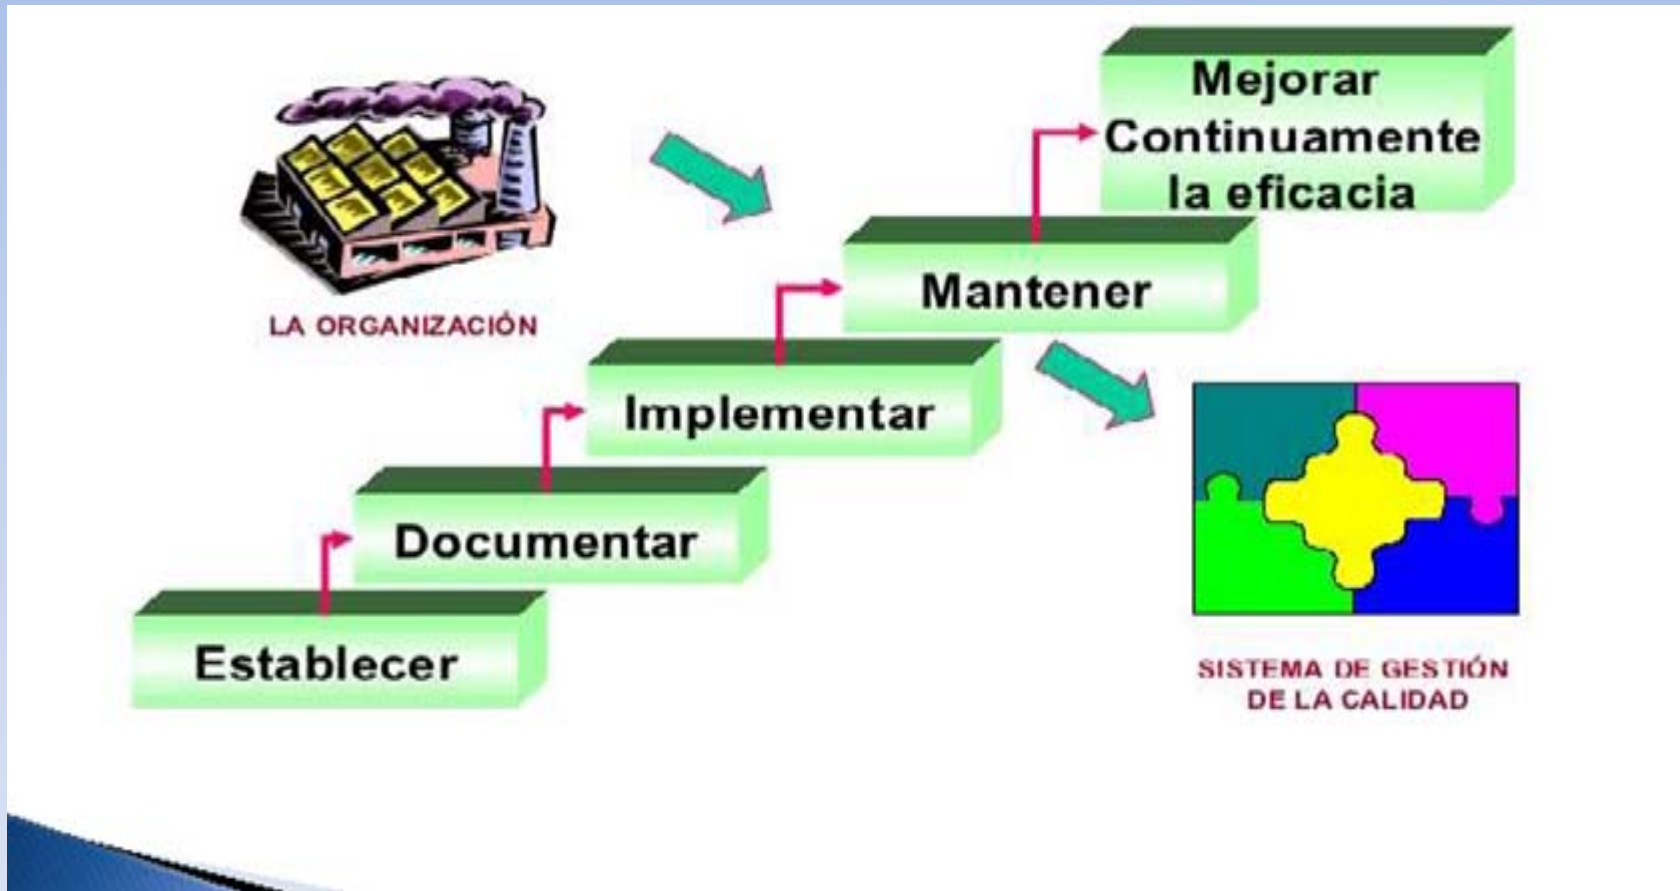 Mejorar
Continuamente
la eficacia
Mantener
LA ORGANIZACIÓN
Implementar
Documentar
Establecer
SISTEMA DE GESTIÓN
DE LA CALIDAD